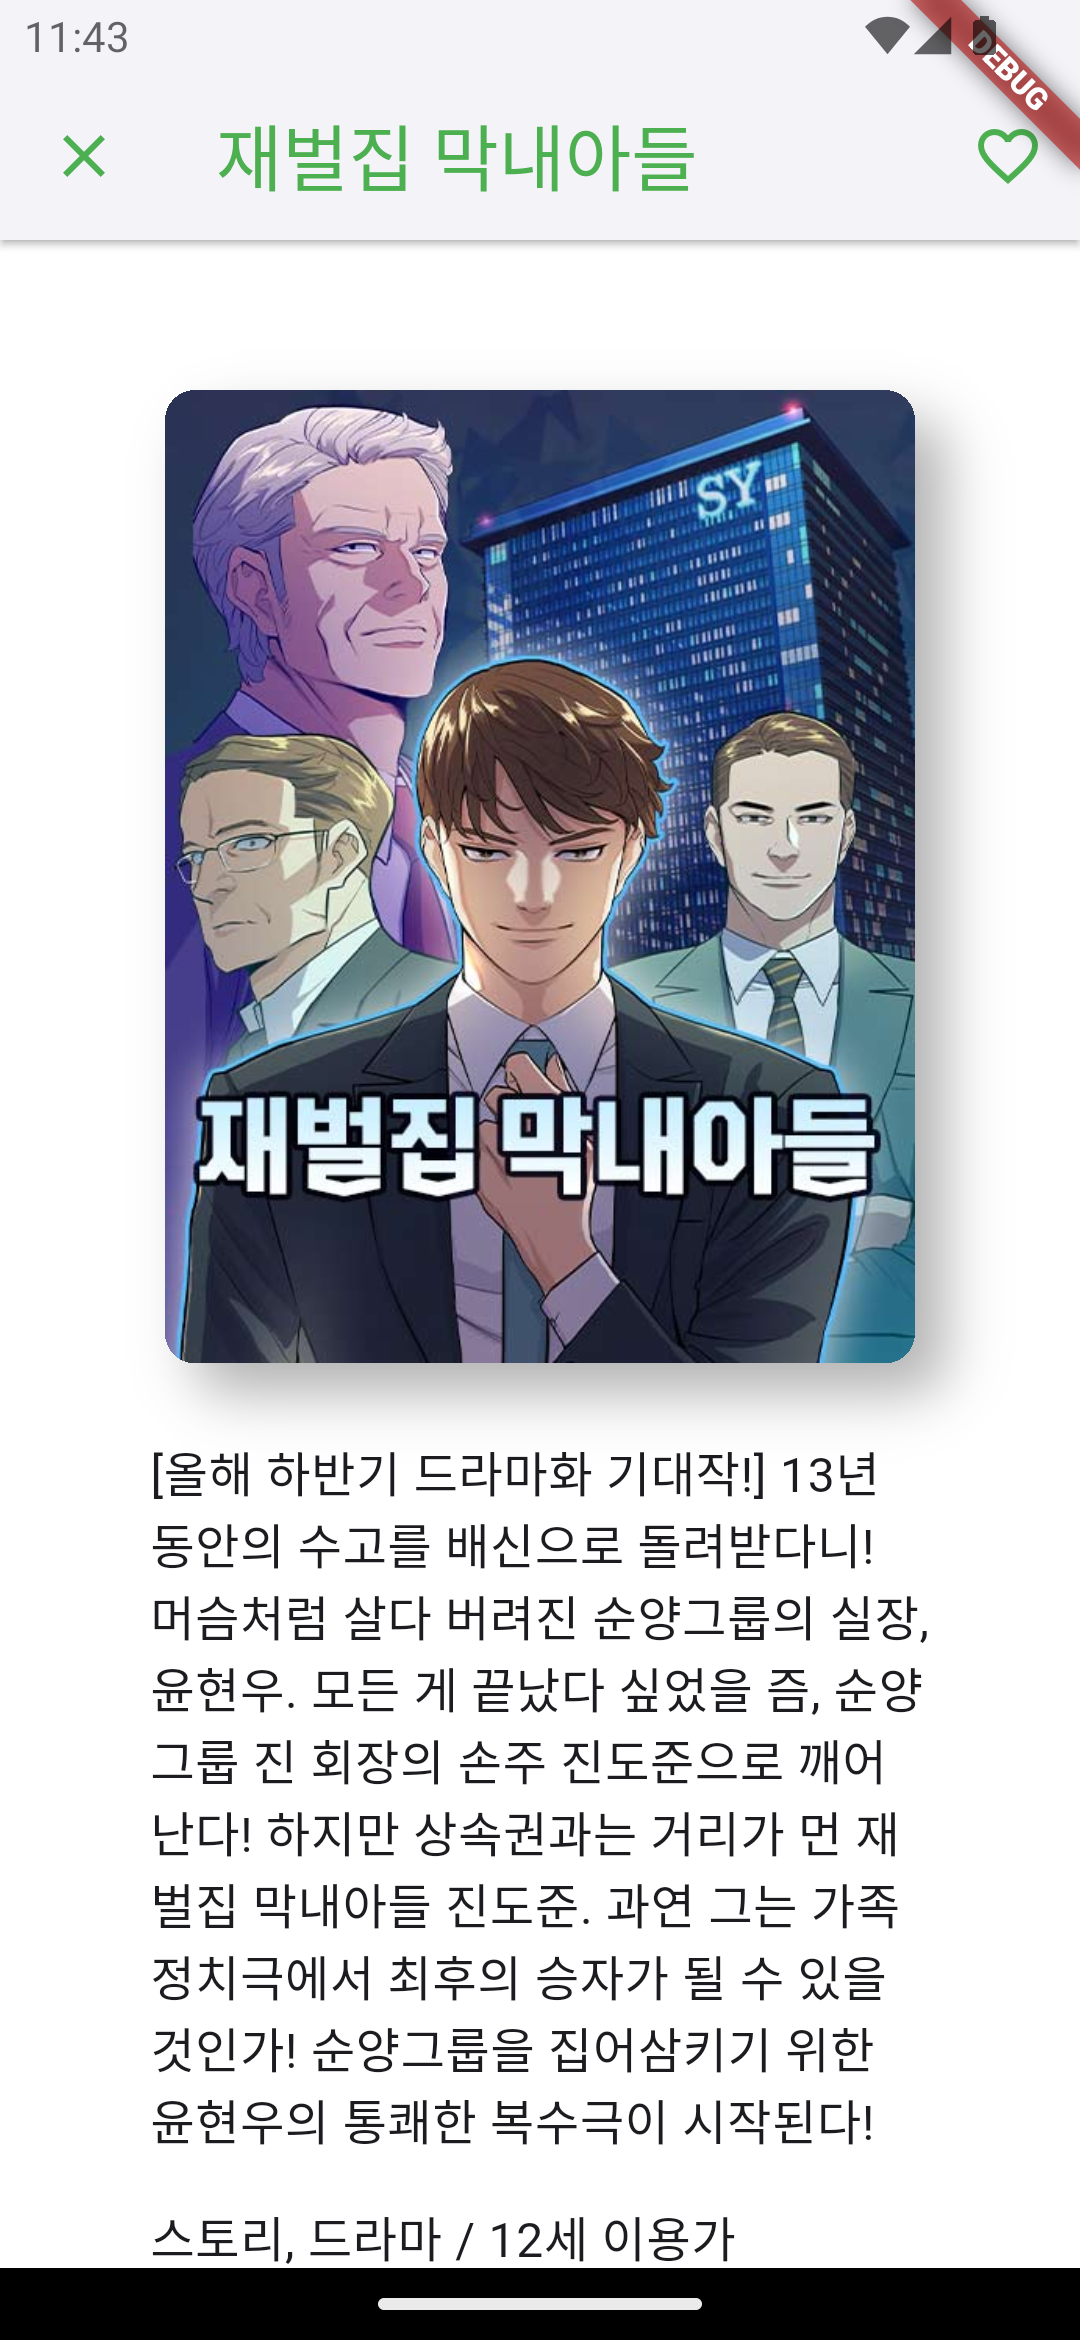 11:43
DEBUG
재벌집 막내아들
SY
재벌집 막내아들
[올해 하반기 드라마화 기대작!] 13년
동안의 수고를 배신으로 돌려받다니!
머슴처럼 살다 버려진 순양그룹의 실장,
윤현우. 모든 게 끝났다 싶었을 즘, 순양
그룹 진 회장의 손주 진도준으로 깨어
난다! 하지만 상속권과는 거리가 먼 재
벌집 막내아들 진도준. 과연 그는 가족
정치극에서 최후의 승자가 될 수 있을
것인가! 순양그룹을 집어삼키기 위한
윤현우의 통쾌한 복수극이 시작된다!
스토리, 드라마 / 12세 이용가